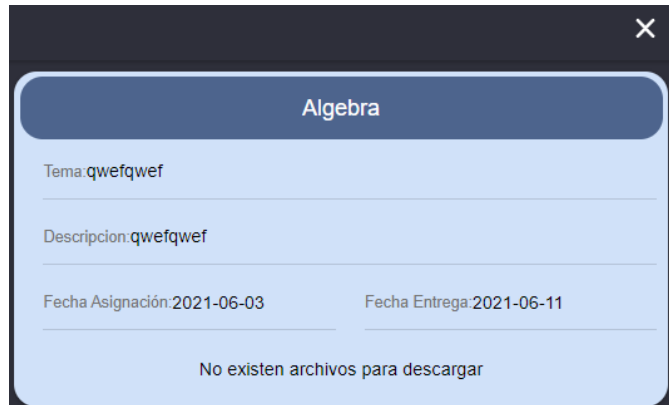 Algebra
Tema:qwefqwef
Descripcion:qwefqwef
Fecha Asignación:2021-06-03 Fecha Entrega:2021-06-11
No existen archivos para descargar